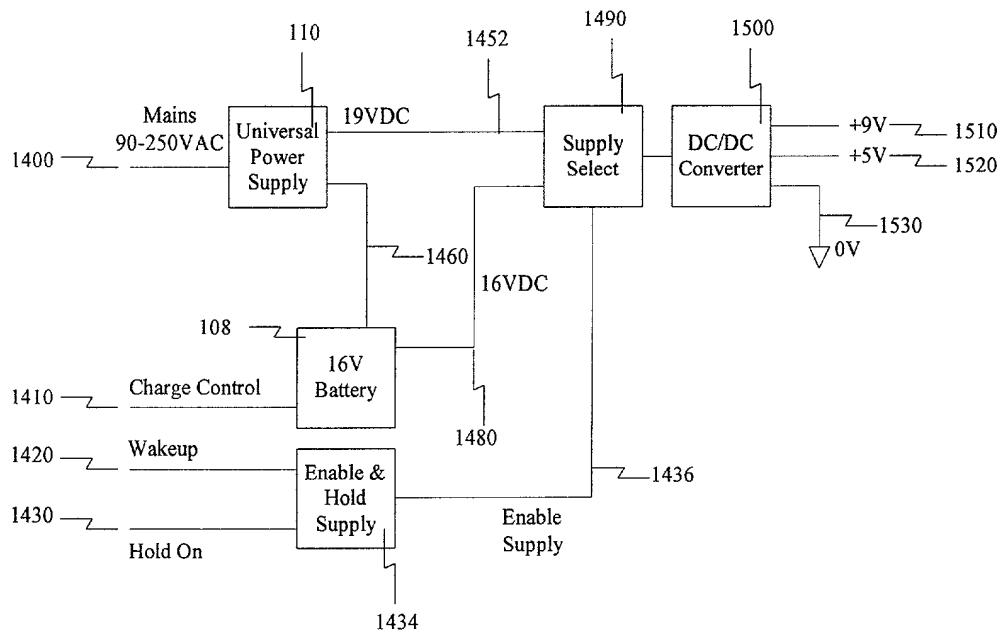 110
1452
1490
1500
Mains
90-250VAC
1400
Universal
Power
Supply
19VDC
Supply
Select
DC/DC
Converter
+9V
1510
+5V
1520
1530
0V
1460
16VDC
108
16V
Battery
Charge Control
1410
1480
Wakeup
1420
Enable &
Hold
Supply
1436
1430
Hold On
Enable
Supply
1434